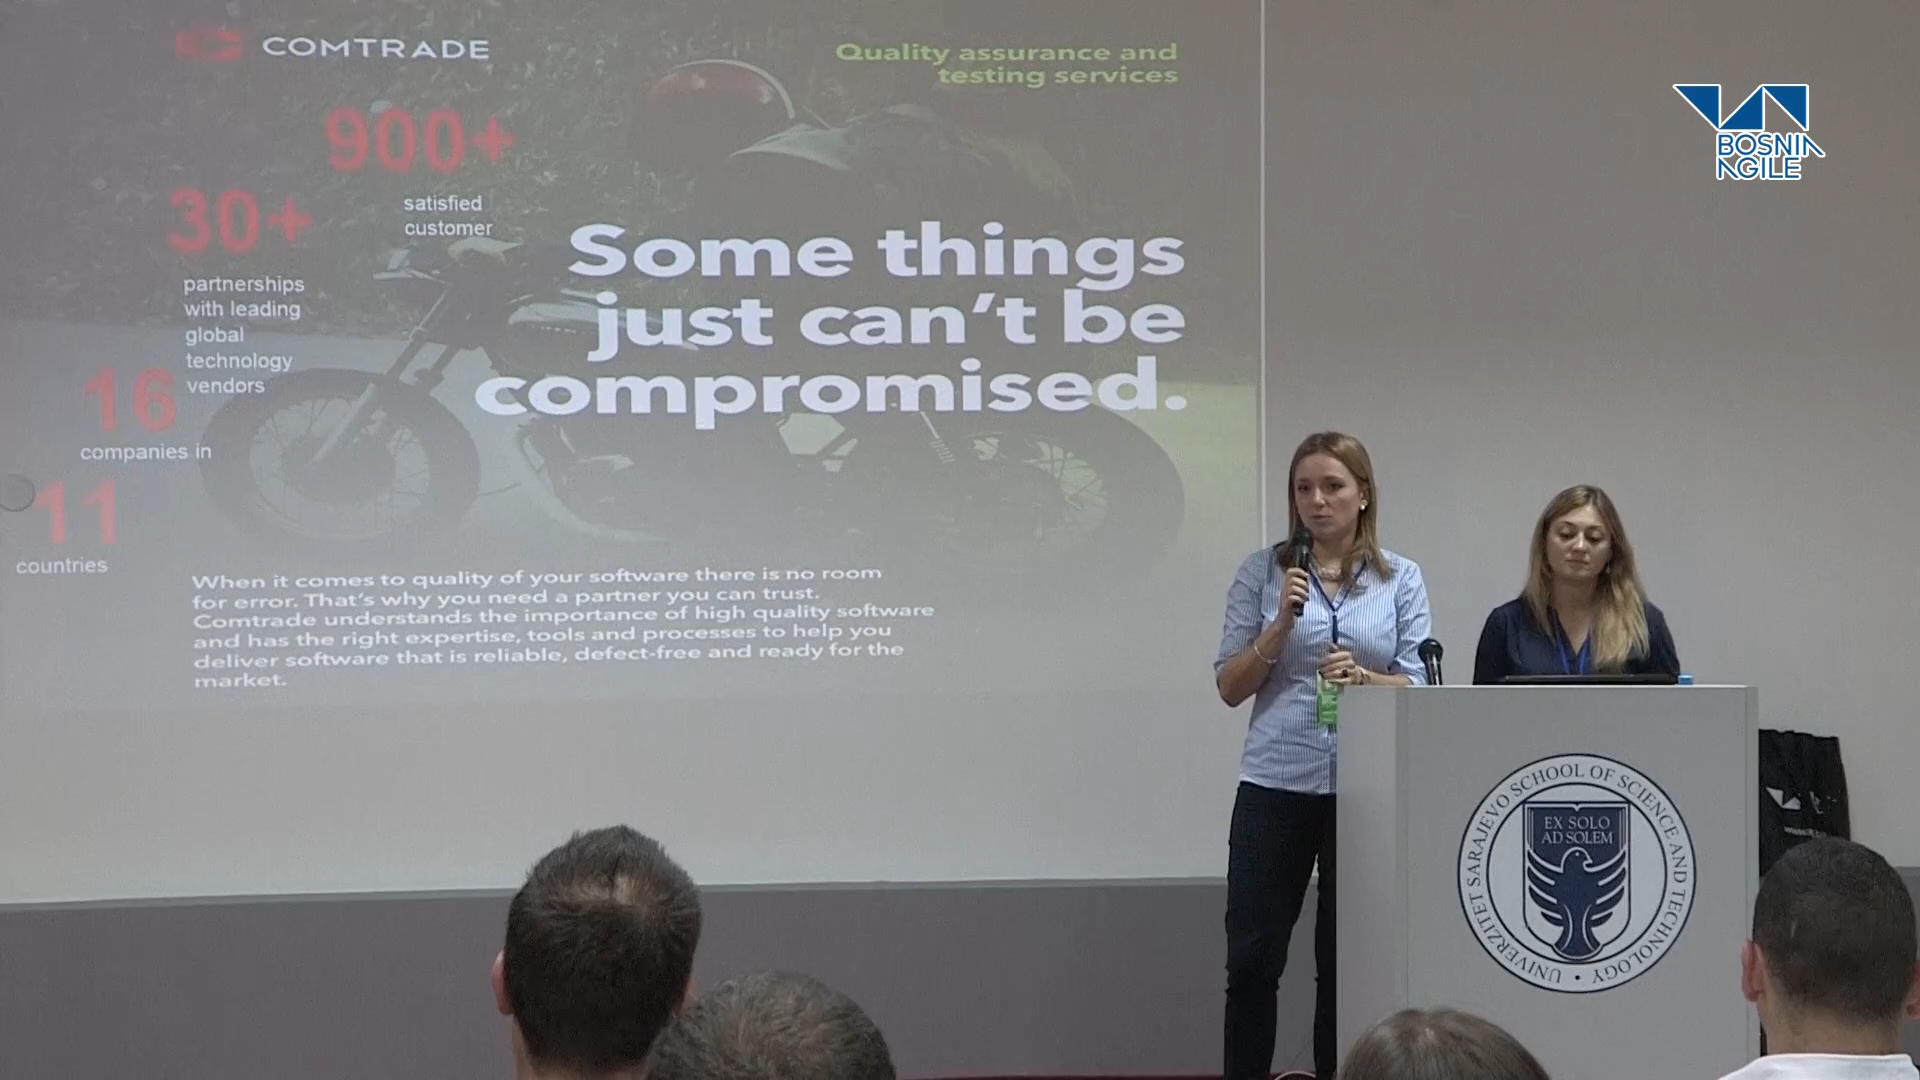 COMTRADE
Quality assurance and
testing services
900+
satisfied
customer
30+
partnerships
with leading
global
technology
vendors
16
companies in
11
countries
Some things
just can't be
compromised.
When it comes to quality of your software there is no room
for error. That's why you need a partner you can trust.
Comtrade understands the importance of high quality software
and has the right expertise, tools and processes to help you
deliver software that is reliable, defect-free and ready for the
market.
BOSNIA
AGILE
UNIVERZITET SARAJEVO SCHOOL OF SCIENCE AND TECHNOLOGY
EX SOLO
AD SOLEM